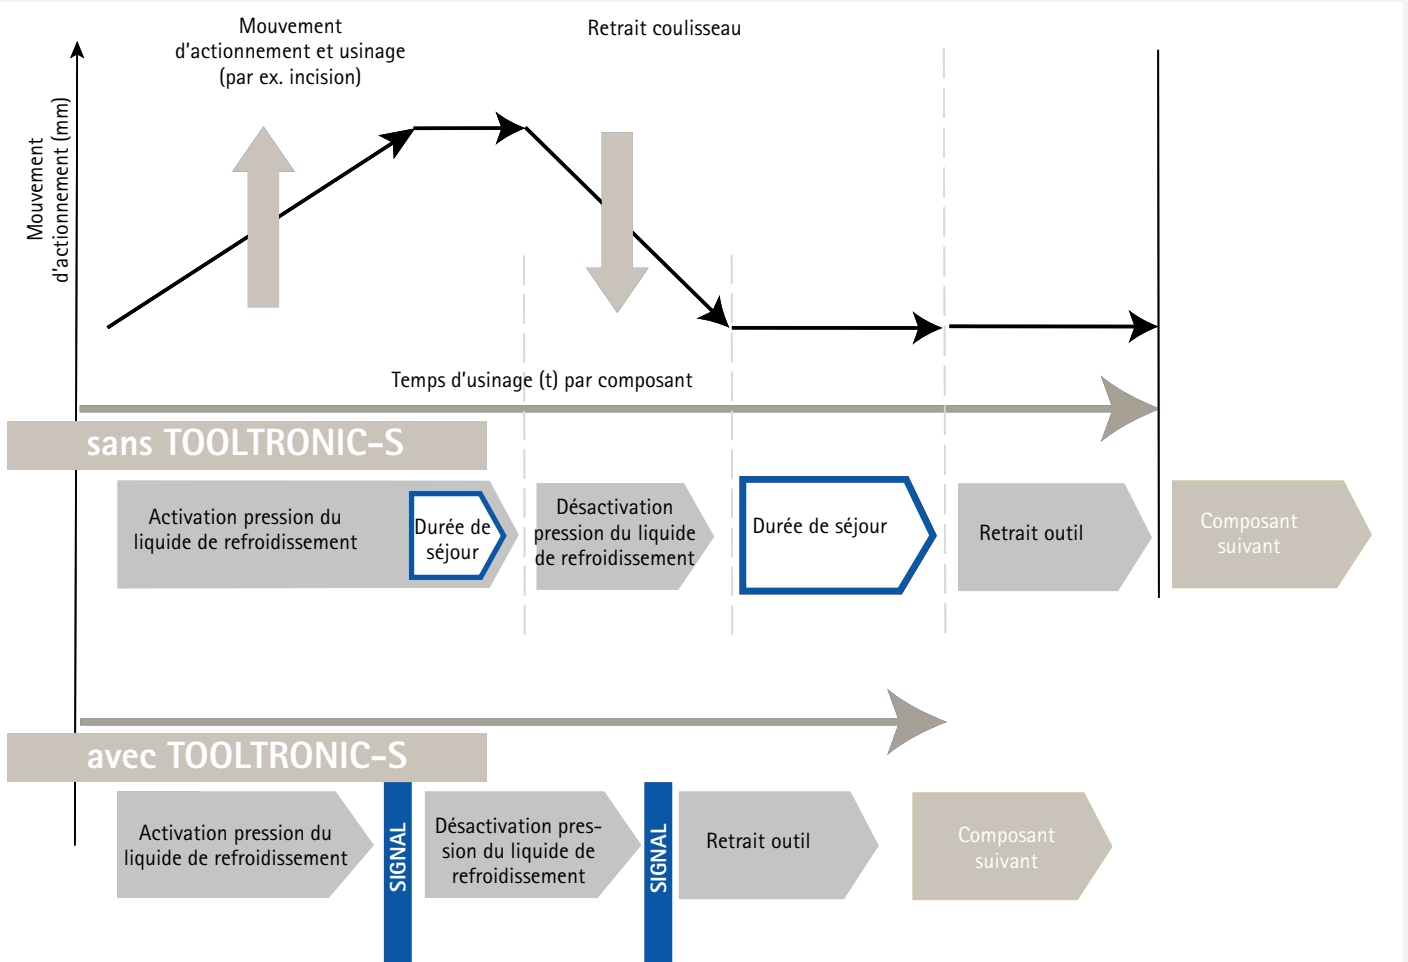 Mouvement
d'actionnement et usinage
(par ex. incision)
Retrait coulisseau
Mouvement
d'actionnement (mm)
Temps d'usinage (t) par composant
sans TOOLTRONIC-S
Activation pression du
liquide de refroidissement
Durée de
séjour
Désactivation
pression du liquide
de refroidissement
Durée de séjour
Retrait outil
Composant
suivant
avec TOOLTRONIC-S
Activation pression du
liquide de refroidissement
SIGNAL
Désactivation pres-
sion du liquide de
refroidissement
SIGNAL
Retrait outil
Composant
suivant